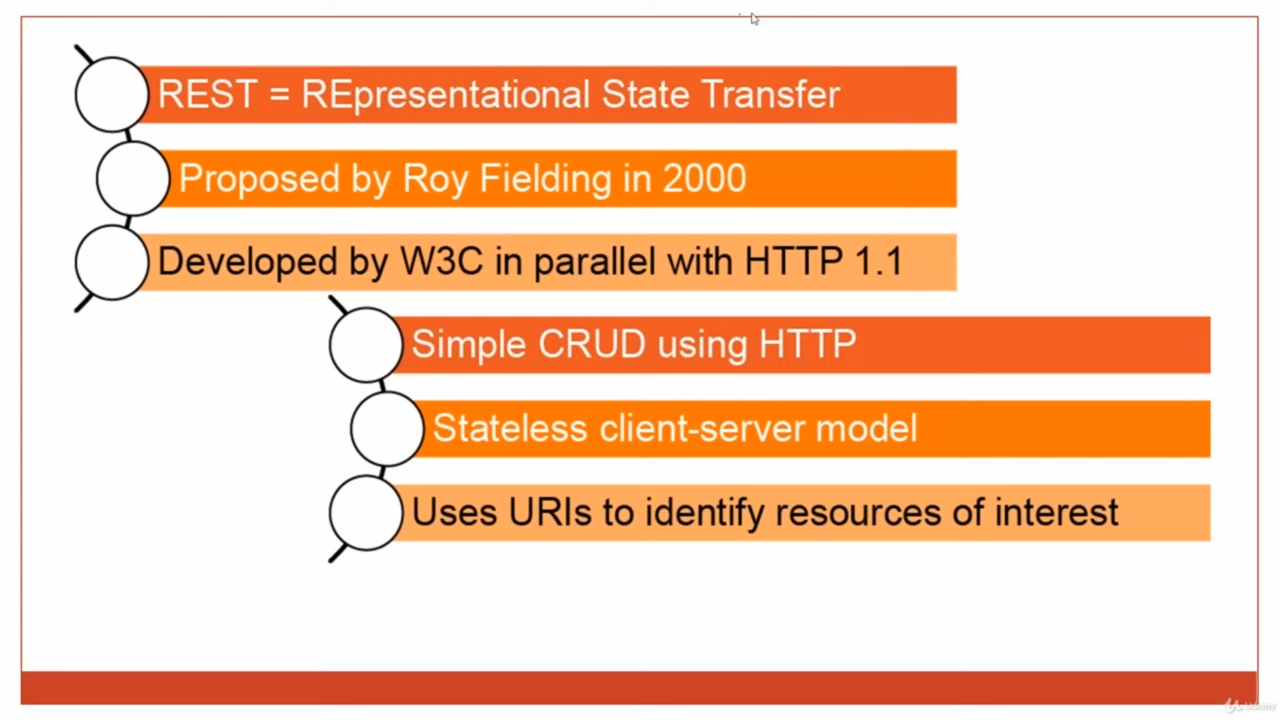 REST = REpresentational State Transfer
Proposed by Roy Fielding in 2000
Developed by W3C in parallel with HTTP 1.1
Simple CRUD using HTTP
Stateless client-server model
Uses URIs to identify resources of interest
Udemy